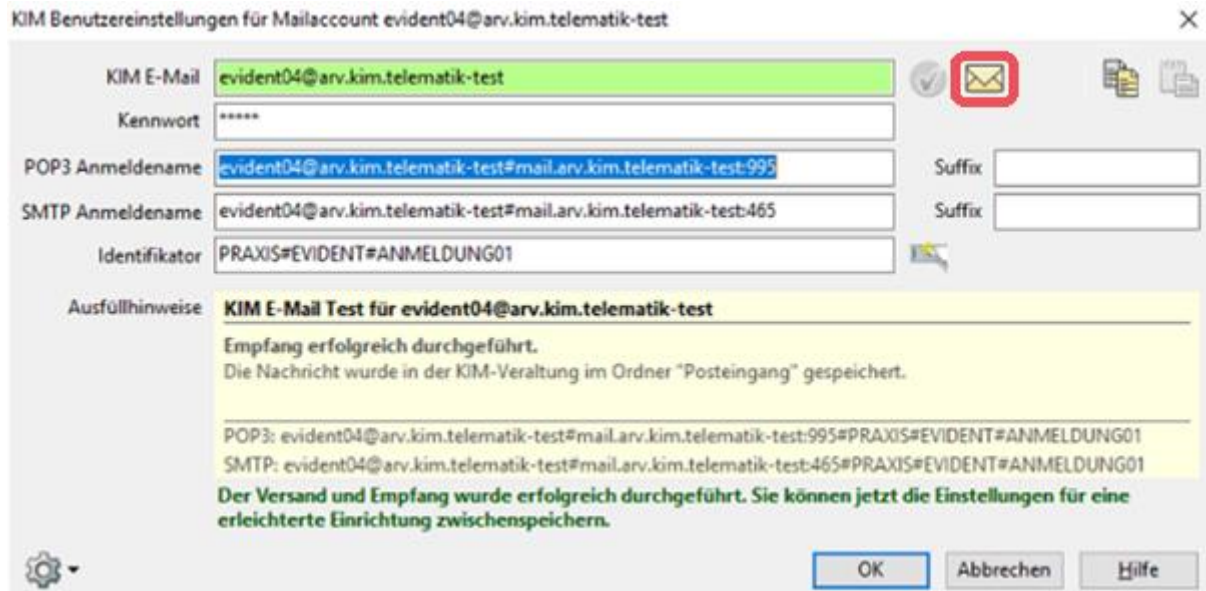 KIM Benutzereinstellungen für Mailaccount evident04@arv.kim.telematik-test
KIM E-Mail evident04@arv.kim.telematik-test
Kennwort *****
POP3 Anmeldename evident04@arv.kim.telematik-test#mail.arv.kim.telematik-test:995 Suffix
SMTP Anmeldename evident04@arv.kim.telematik-test#mail.arv.kim.telematik-test:465 Suffix
Identifikator PRAXIS#EVIDENT#ANMELDUNG01
Ausfüllhinweise KIM E-Mail Test für evident04@arv.kim.telematik-test
Empfang erfolgreich durchgeführt.
Die Nachricht wurde in der KIM-Veraltung im Ordner "Posteingang" gespeichert.
POP3: evident04@arv.kim.telematik-test#mail.arv.kim.telematik-test:995#PRAXIS#EVIDENT#ANMELDUNG01
SMTP: evident04@arv.kim.telematik-test#mail.arv.kim.telematik-test:465#PRAXIS#EVIDENT#ANMELDUNG01
Der Versand und Empfang wurde erfolgreich durchgeführt. Sie können jetzt die Einstellungen für eine
erleichterte Einrichtung zwischenspeichern.
OK Abbrechen Hilfe